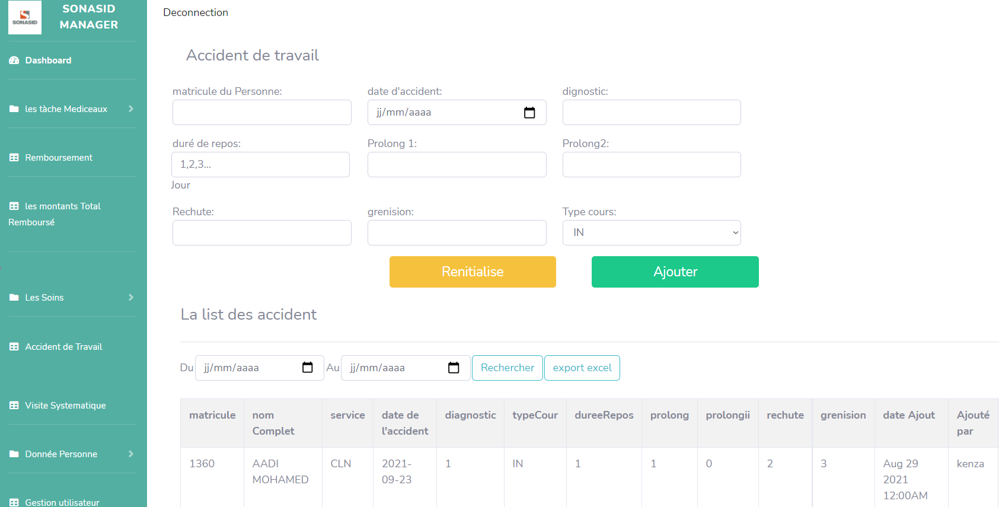 SONASID
SONASID
MANAGER
Dashboard
les tàche Mediceaux
Remboursement
les montants Total
Remboursé
Les Soins
Accident de Travail
Visite Systematique
Donnée Personne
Gestion utilisateur
Deconnection
Accident de travail
matricule du Personne: date d'accident: dignostic:
jj/mm/aaaa
duré de repos: Prolong 1: Prolong2:
1,2,3...
Jour
Rechute: grenision: Type cours:
IN
Renitialise Ajouter
La list des accident
Du jj/mm/aaaa Au jj/mm/aaaa Rechercher export excel
matricule nom service date de diagnostic typeCour dureeRepos prolong prolongii rechute grenision date Ajout Ajouté
Complet l'accident par
1360 AADI CLN 2021- 1 IN 1 1 0 2 3 Aug 29 kenza
MOHAMED 09-23 2021
12:00AM